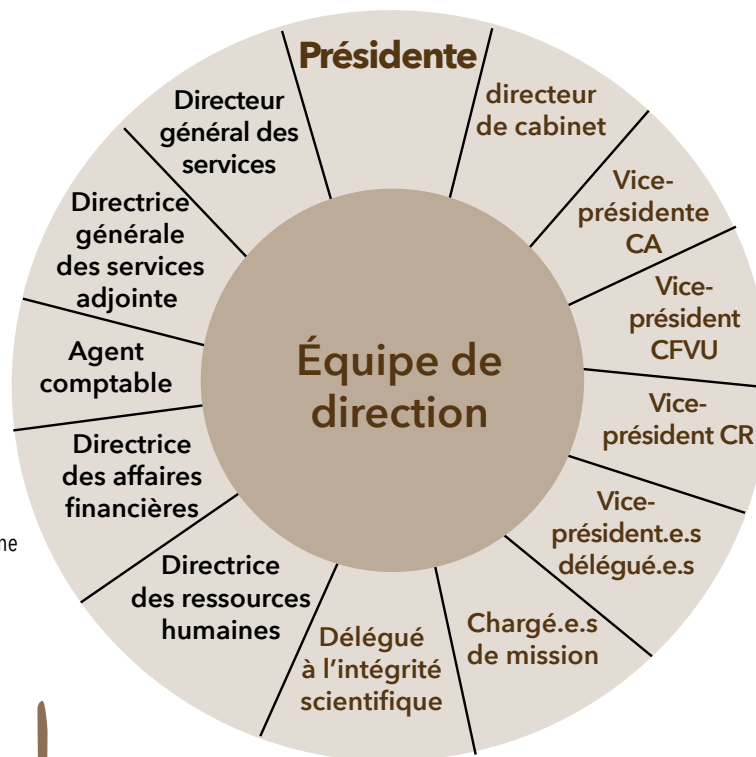 Présidente
directeur
de cabinet
Vice-
présidente
CA
Vice-
président
CFVU
Vice-
président CR
Vice-
président.e.s
délégué.e.s
Chargé.e.s
de mission
Délégué
à l'intégrité
scientifique
Directrice
des ressources
humaines
Directrice
des affaires
financières
Agent
comptable
Directrice
générale
des services
adjointe
Directeur
général des
services
Équipe de
direction